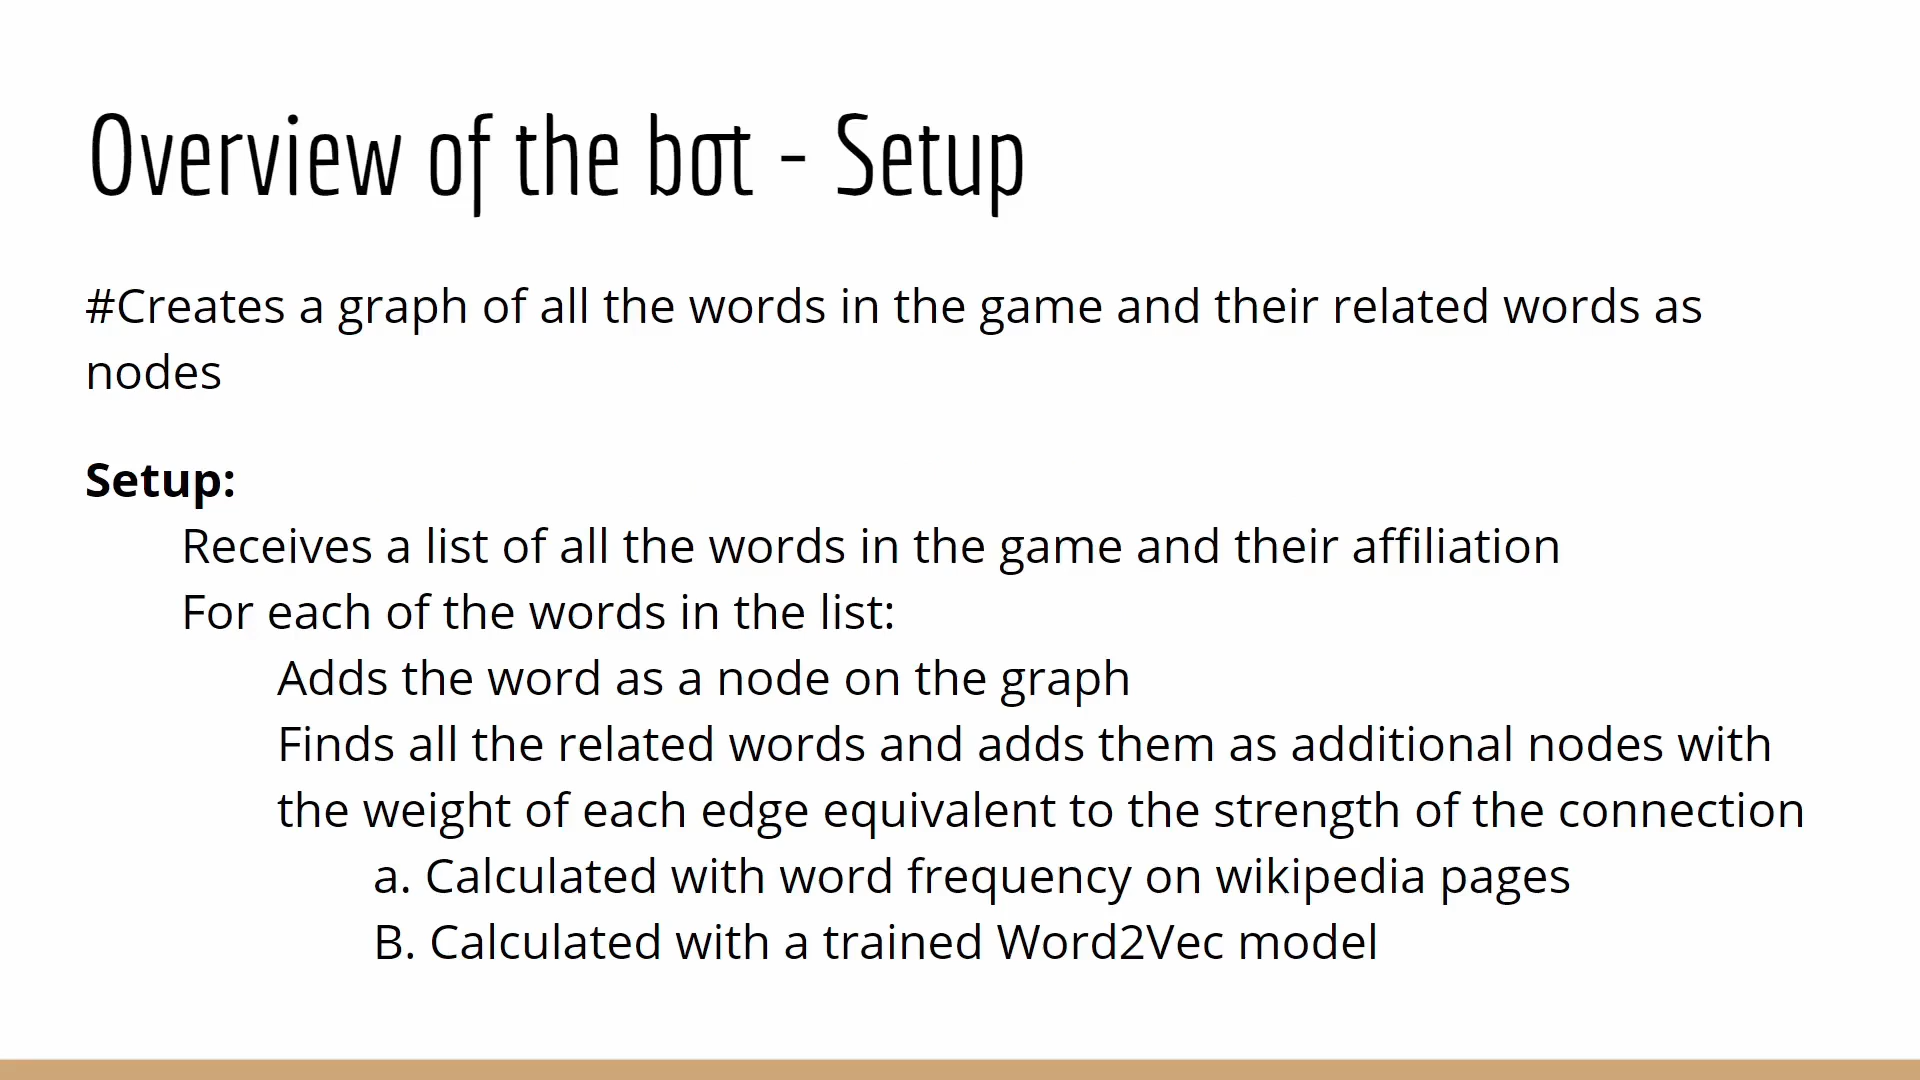 Overview of the bot - Setup
#Creates a graph of all the words in the game and their related words as
nodes
Setup:
Receives a list of all the words in the game and their affiliation
For each of the words in the list:
Adds the word as a node on the graph
Finds all the related words and adds them as additional nodes with
the weight of each edge equivalent to the strength of the connection
a. Calculated with word frequency on wikipedia pages
B. Calculated with a trained Word2Vec model